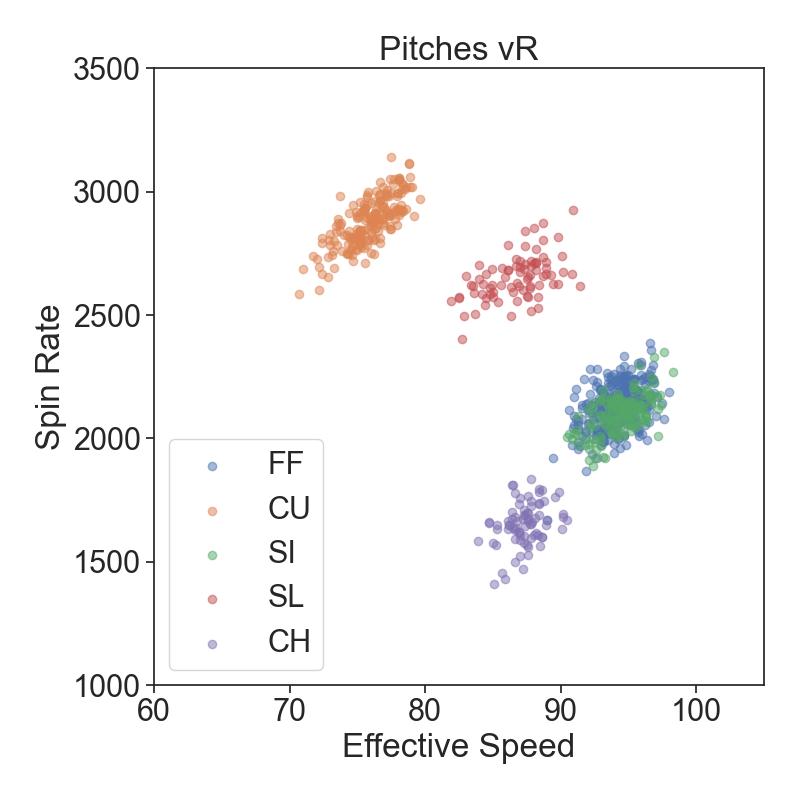 Pitches vR
3500
3000
2500
2000
1500
1000
Spin Rate
FF
CU
SI
SL
CH
60 70 80 90 100
Effective Speed